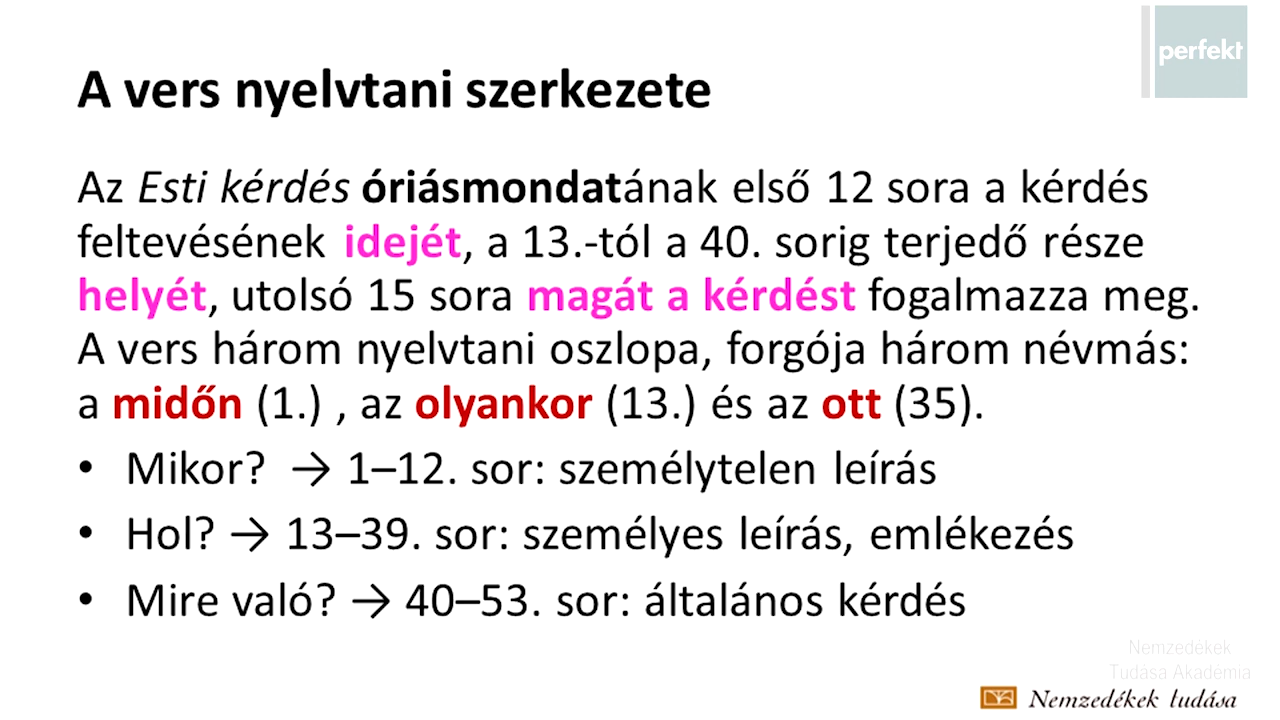 perfekt
A vers nyelvtani szerkezete
Az Esti kérdés óriásmondatának első 12 sora a kérdés
feltevésének idejét, a 13.-tól a 40. sorig terjedő része
helyét, utolsó 15 sora magát a kérdést fogalmazza meg.
A vers három nyelvtani oszlopa, forgója három névmás:
a midőn (1.) , az olyankor (13.) és az ott (35).
• Mikor? → 1–12. sor: személytelen leírás
• Hol? → 13–39. sor: személyes leírás, emlékezés
• Mire való? → 40–53. sor: általános kérdés
Nemzedékek
Tudása Akadémia
Nemzedékek tudása